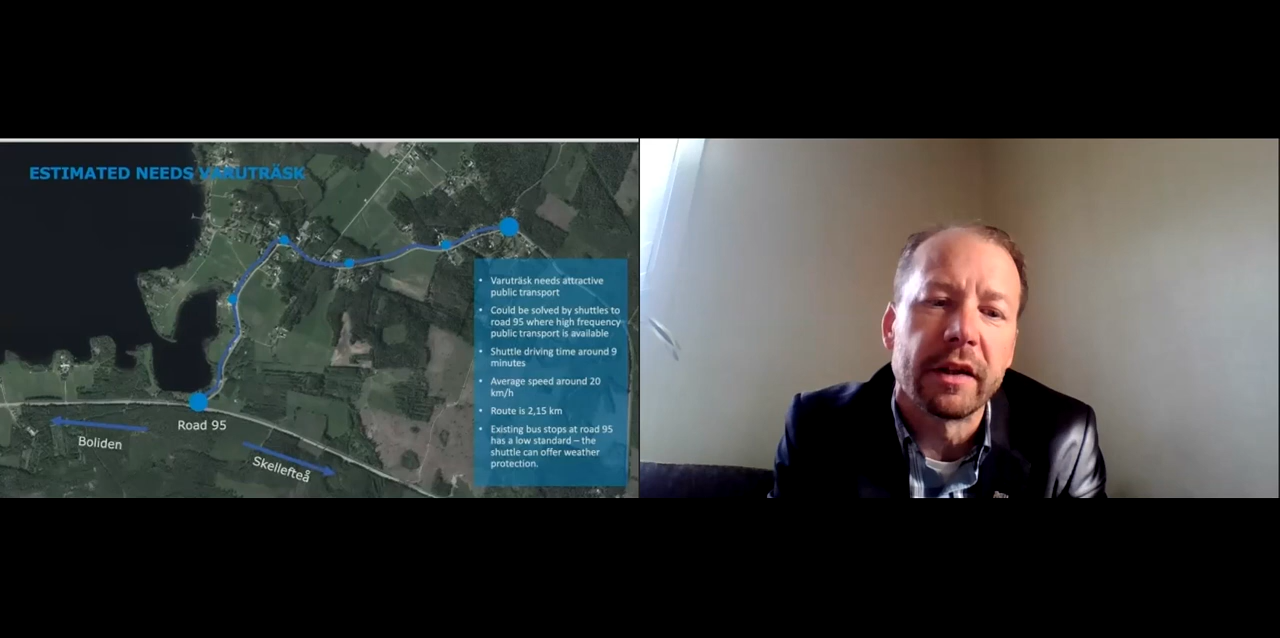 ESTIMATED NEEDS VARUTRÄSK
• Varuträsk needs attractive
public transport
• Could be solved by shuttles to
road 95 where high frequency
public transport is available
• Shuttle driving time around 9
minutes
• Average speed around 20
km/h
• Route is 2,15 km
• Existing bus stops at road 95
has a low standard – the
shuttle can offer weather
protection.
Road 95
Boliden
Skellefteå